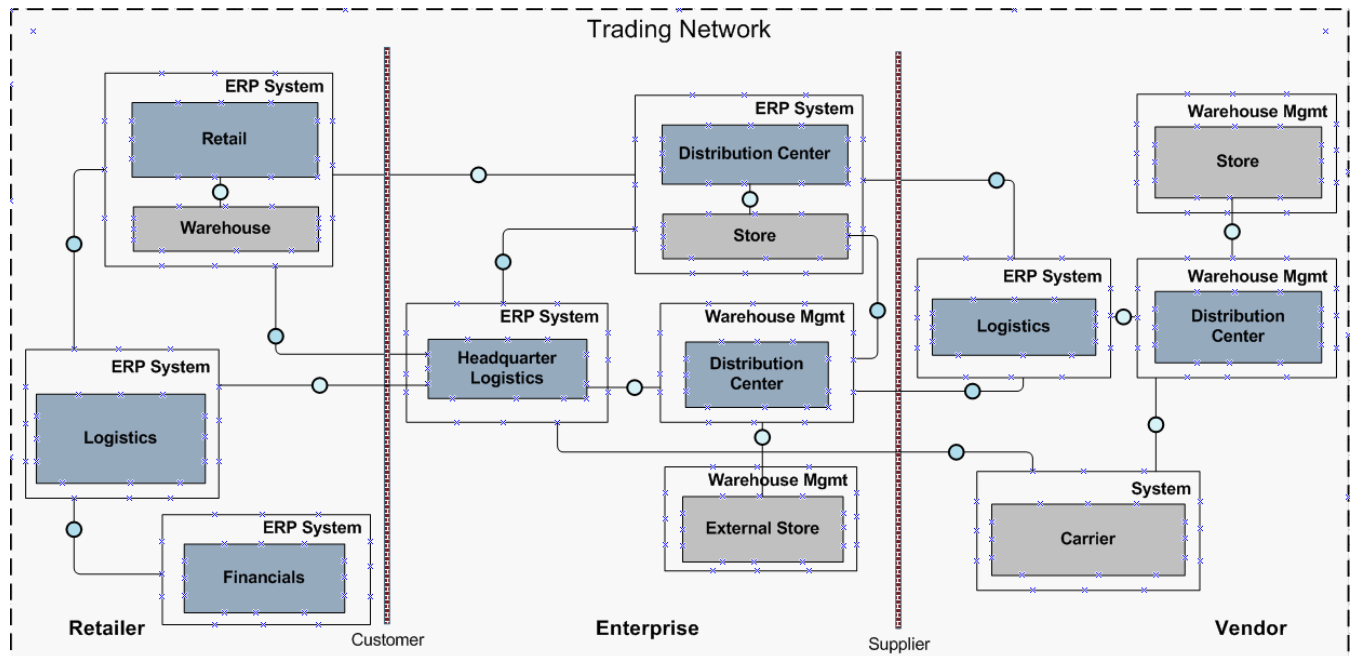 Trading Network
ERP System
Retail
Warehouse
ERP System
Logistics
ERP System
Financials
Retailer
Customer
ERP System
Distribution Center
Store
ERP System
Headquarter
Logistics
Warehouse Mgmt
Distribution
Center
Warehouse Mgmt
External Store
Enterprise
Supplier
Warehouse Mgmt
Store
ERP System
Logistics
Warehouse Mgmt
Distribution
Center
System
Carrier
Vendor